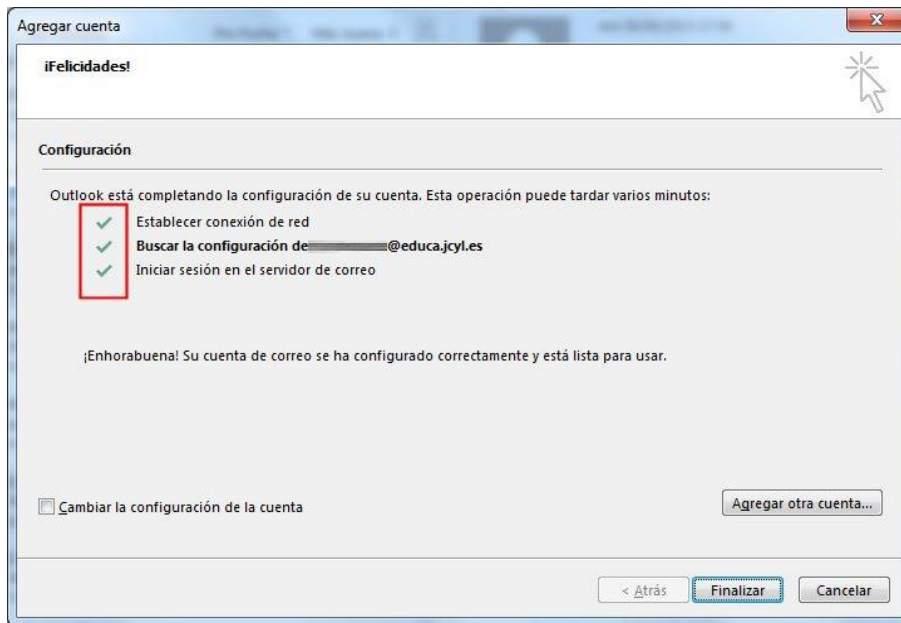 Agregar cuenta
¡Felicidades!
Configuración
Outlook está completando la configuración de su cuenta. Esta operación puede tardar varios minutos:
Establecer conexión de red
Buscar la configuración de @educa.jcyl.es
Iniciar sesión en el servidor de correo
¡Enhorabuena! Su cuenta de correo se ha configurado correctamente y está lista para usar.
Cambiar la configuración de la cuenta
Agregar otra cuenta...
< Atrás Finalizar Cancelar